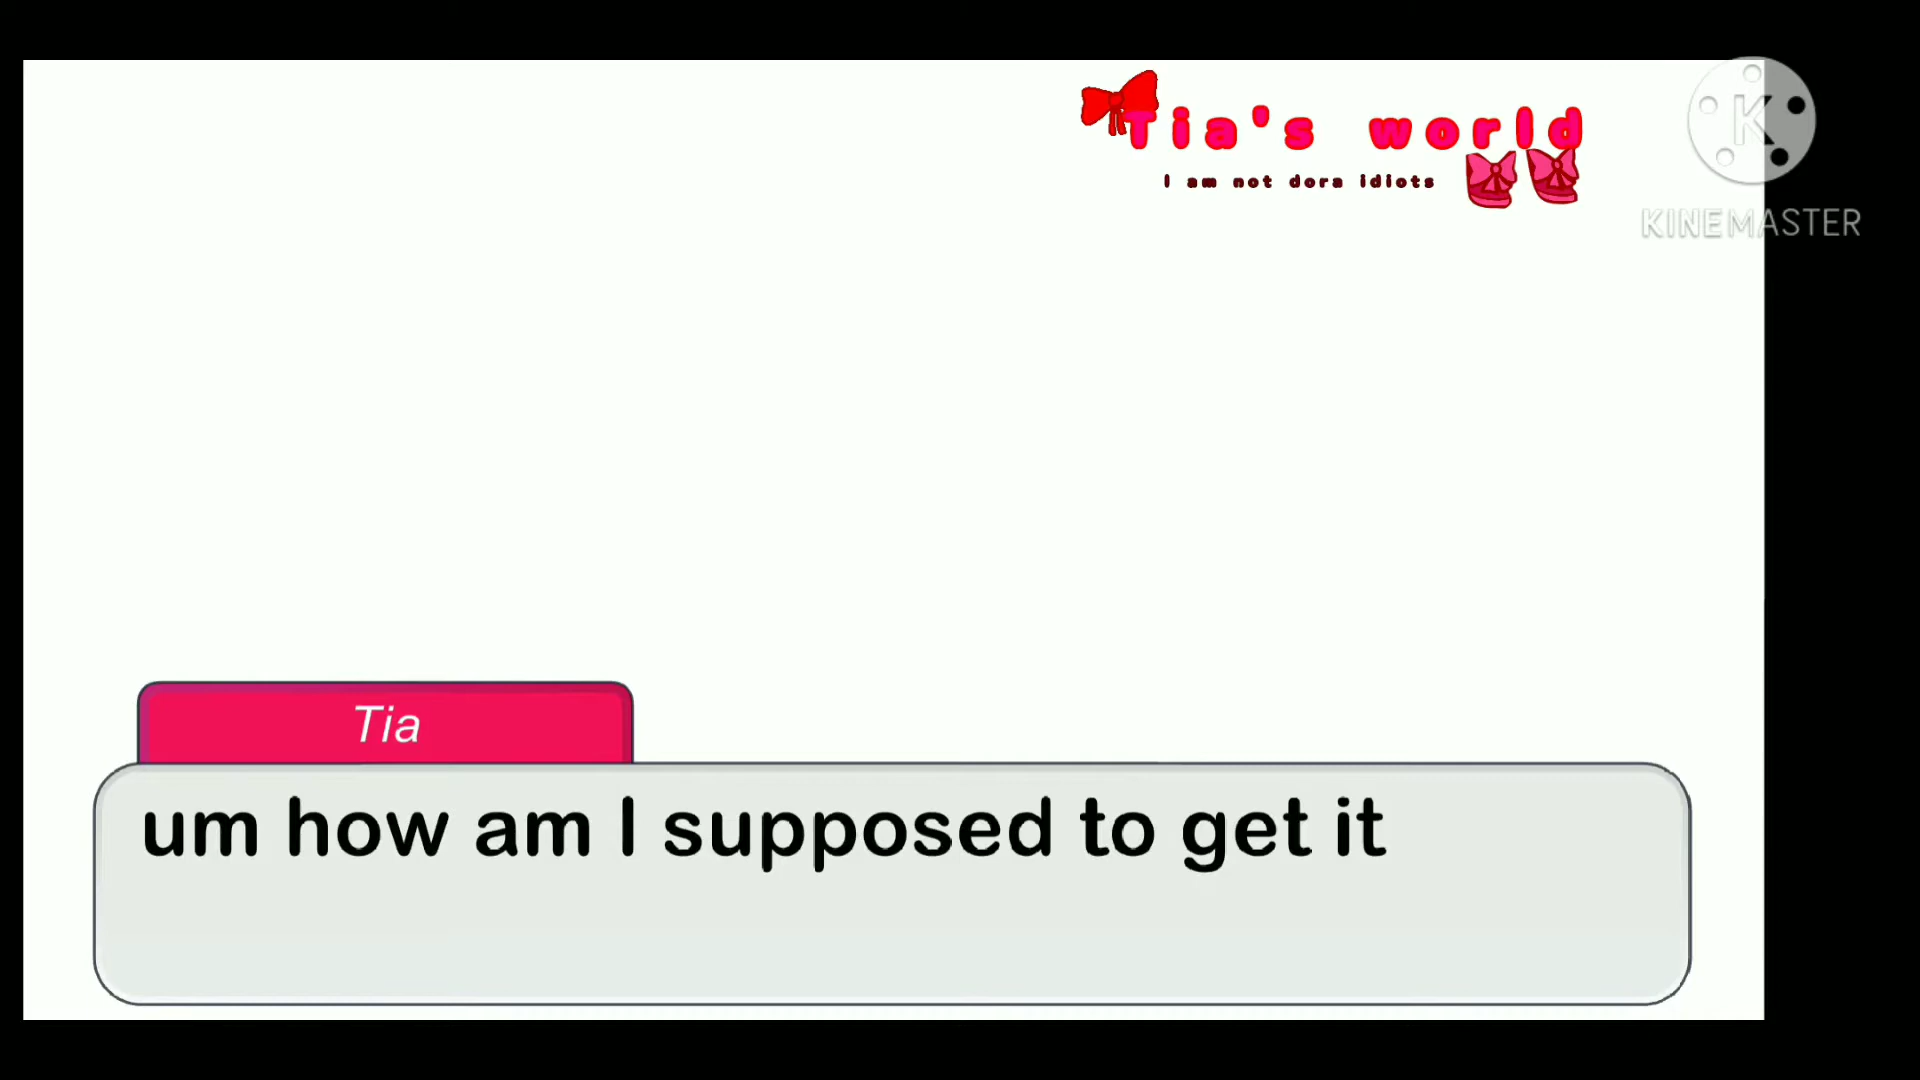 Tia's world
I am not dora idiots
K
KINEMASTER
Tia
um how am I supposed to get it